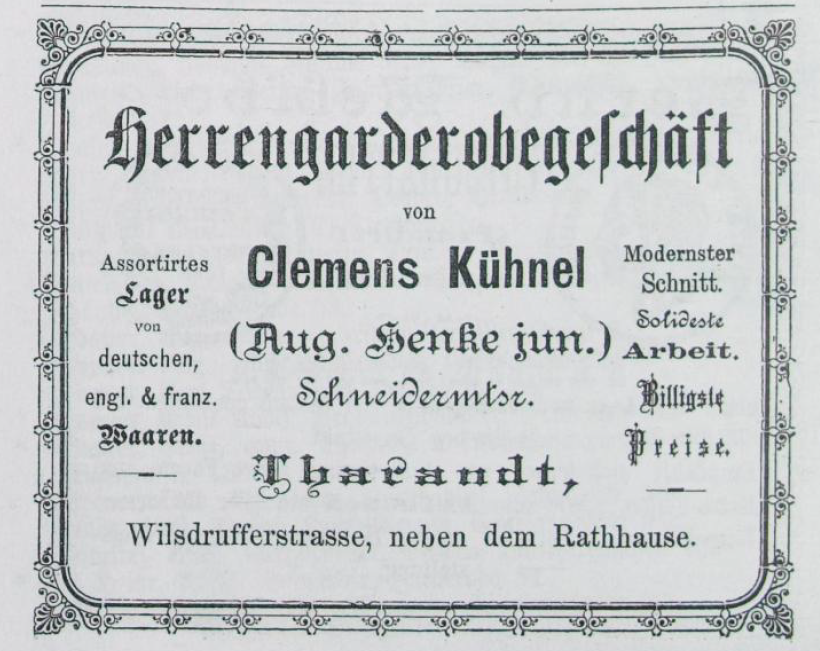 Herrengarderobegeschäft
von
Clemens Kühnel
(Aug. Henke jun.)
Schneidermstr.
Assortirtes
Lager
von
deutschen,
engl. & franz.
Waaren.
Modernster
Schnitt.
Solideste
Arbeit.
Billigste
Preise.
Tharandt,
Wilsdrufferstrasse, neben dem Rathhause.